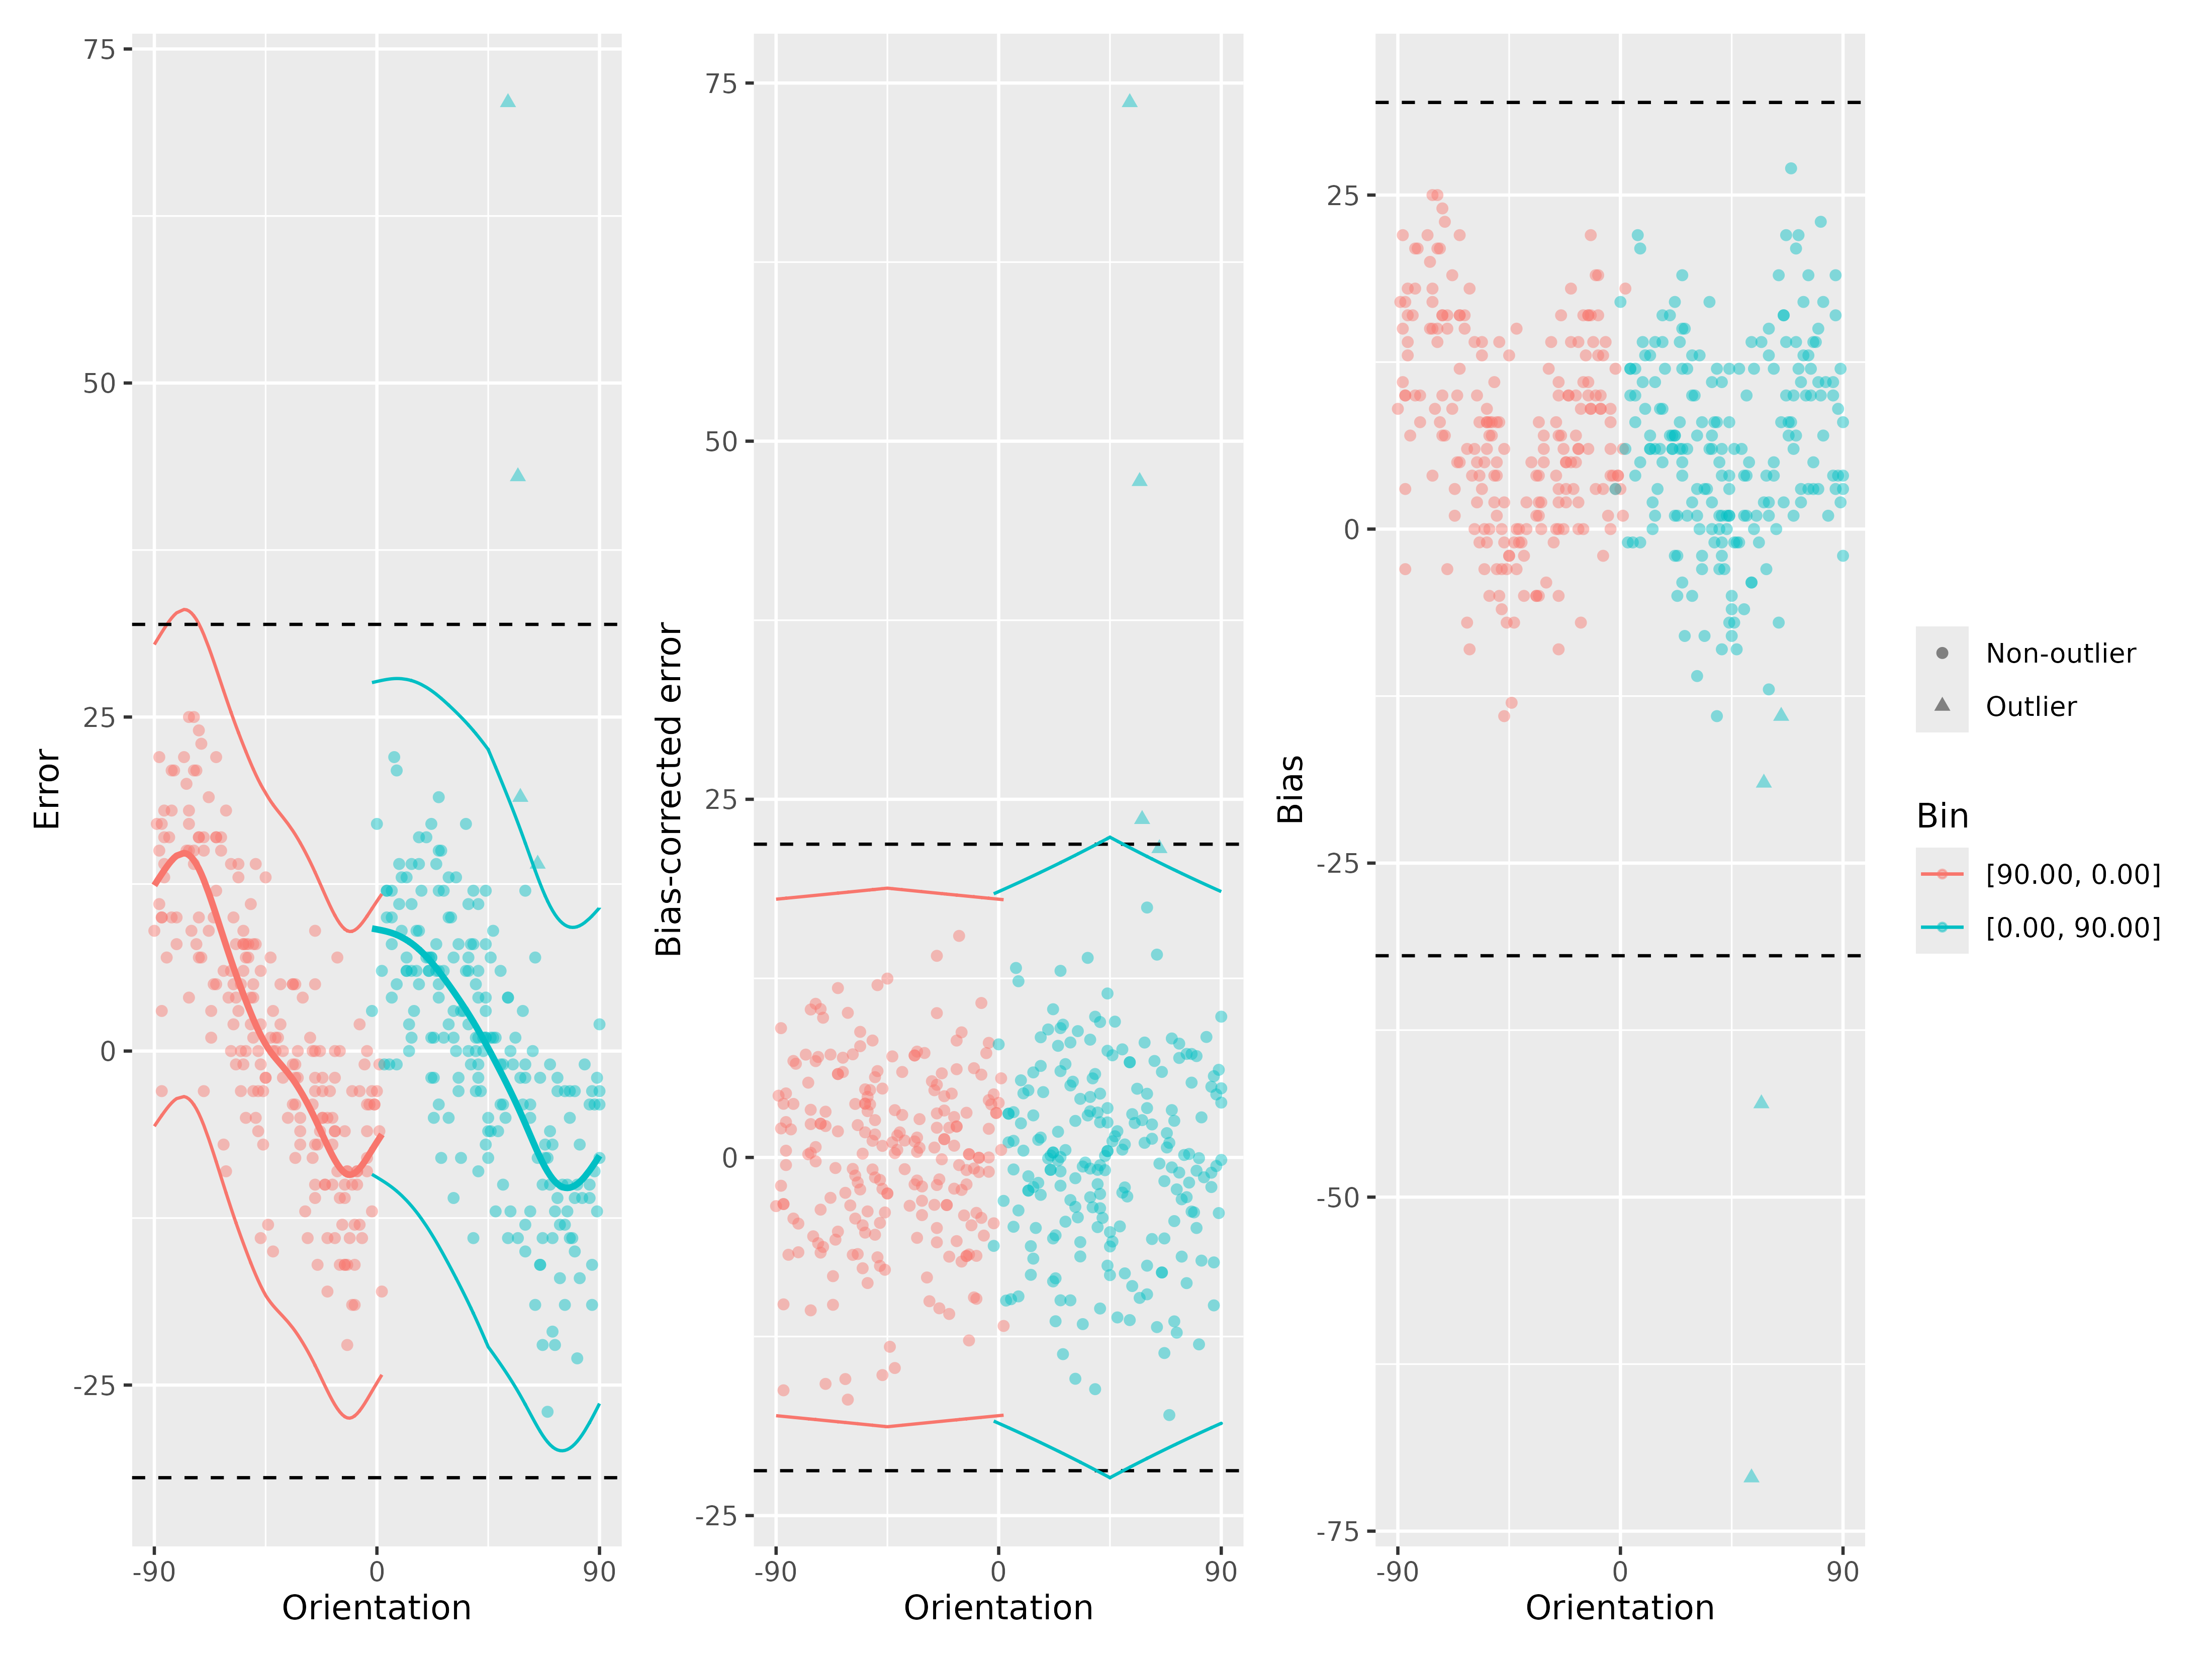 Error
75
50
25
0
-25
-90 0 90
Orientation
Bias-corrected error
75
50
25
0
-25
-90 0 90
Orientation
Bias
25
0
-25
-50
-75
-90 0 90
Orientation
Non-outlier
Outlier
Bin
[90.00, 0.00]
[0.00, 90.00]